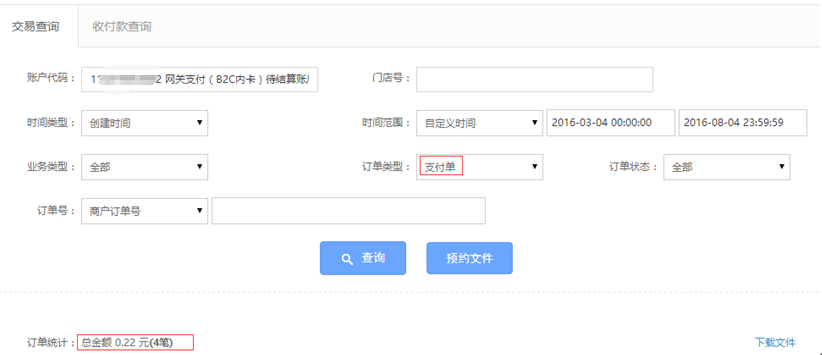 交易查询 收付款查询
账户代码： 11 2 网关支付（B2C内卡）待结算账 门店号：
时间类型： 创建时间 时间范围： 自定义时间 2016-03-04 00:00:00 2016-08-04 23:59:59
业务类型： 全部 订单类型： 支付单 订单状态： 全部
订单号： 商户订单号
查询 预约文件
订单统计： 总金额 0.22 元(4笔) 下载文件